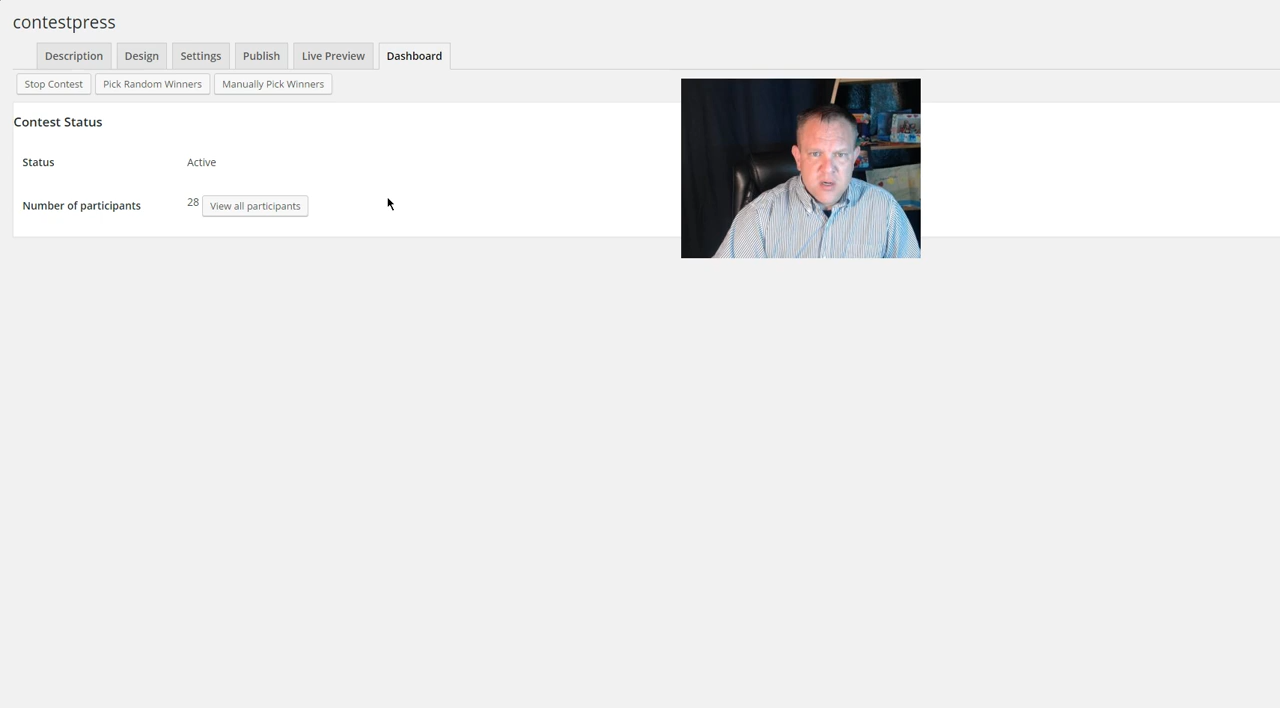 contestpress
Description Design Settings Publish Live Preview Dashboard
Stop Contest Pick Random Winners Manually Pick Winners
Contest Status
Status Active
Number of participants 28 View all participants